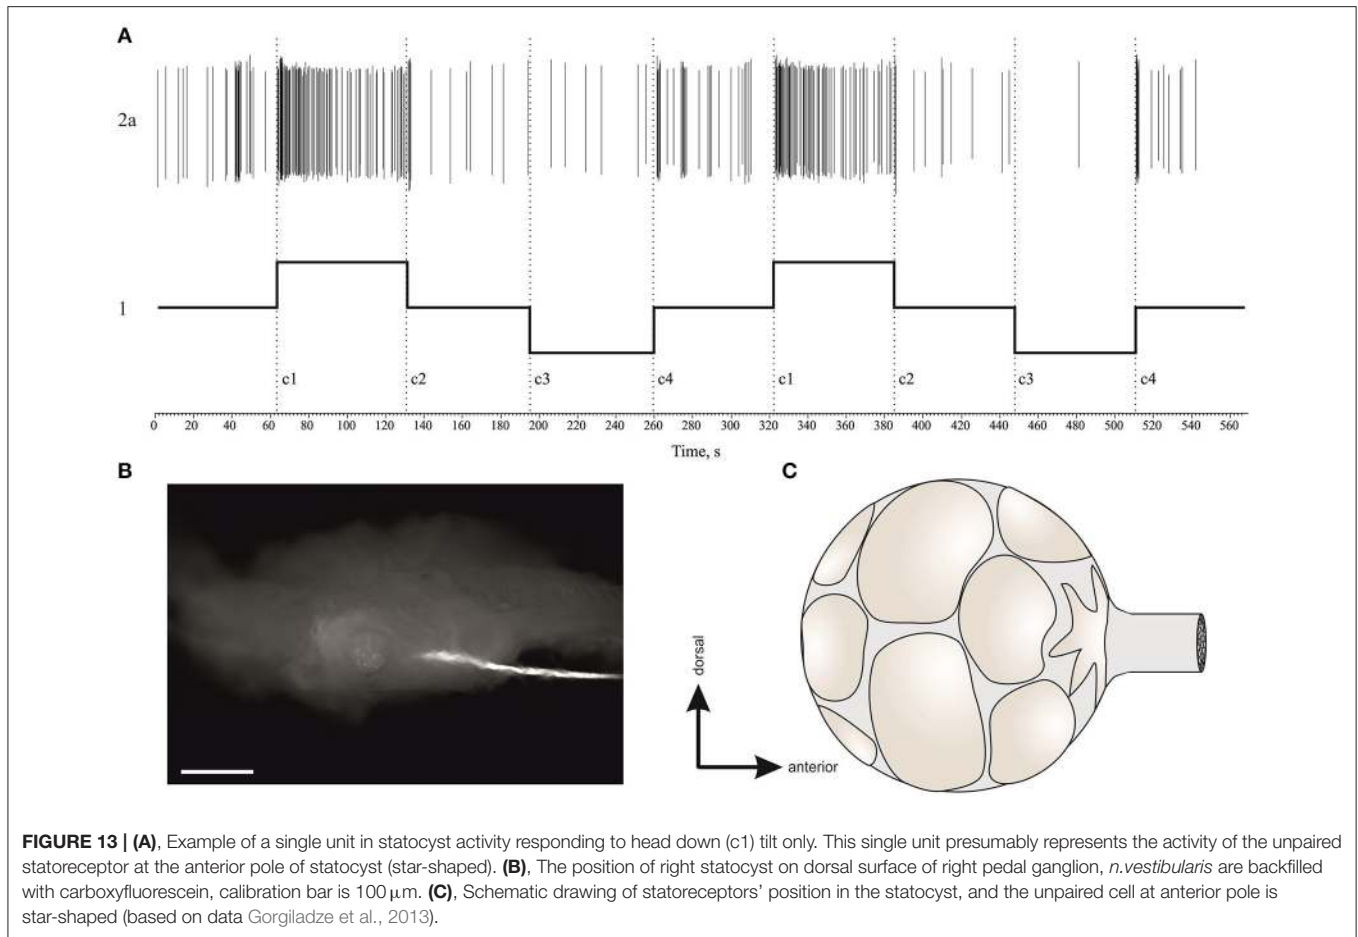 A
2a
1
c1 c2 c3 c4 c1 c2 c3 c4
0 20 40 60 80 100 120 140 160 180 200 220 240 260 280 300 320 340 360 380 400 420 440 460 480 500 520 540 560
Time, s
B
C
dorsal
anterior
FIGURE 13 | (A), Example of a single unit in statocyst activity responding to head down (c1) tilt only. This single unit presumably represents the activity of the unpaired
statoreceptor at the anterior pole of statocyst (star-shaped). (B), The position of right statocyst on dorsal surface of right pedal ganglion, n.vestibularis are backfilled
with carboxyfluorescein, calibration bar is 100 μm. (C), Schematic drawing of statoreceptors' position in the statocyst, and the unpaired cell at anterior pole is
star-shaped (based on data Gorgiladze et al., 2013).